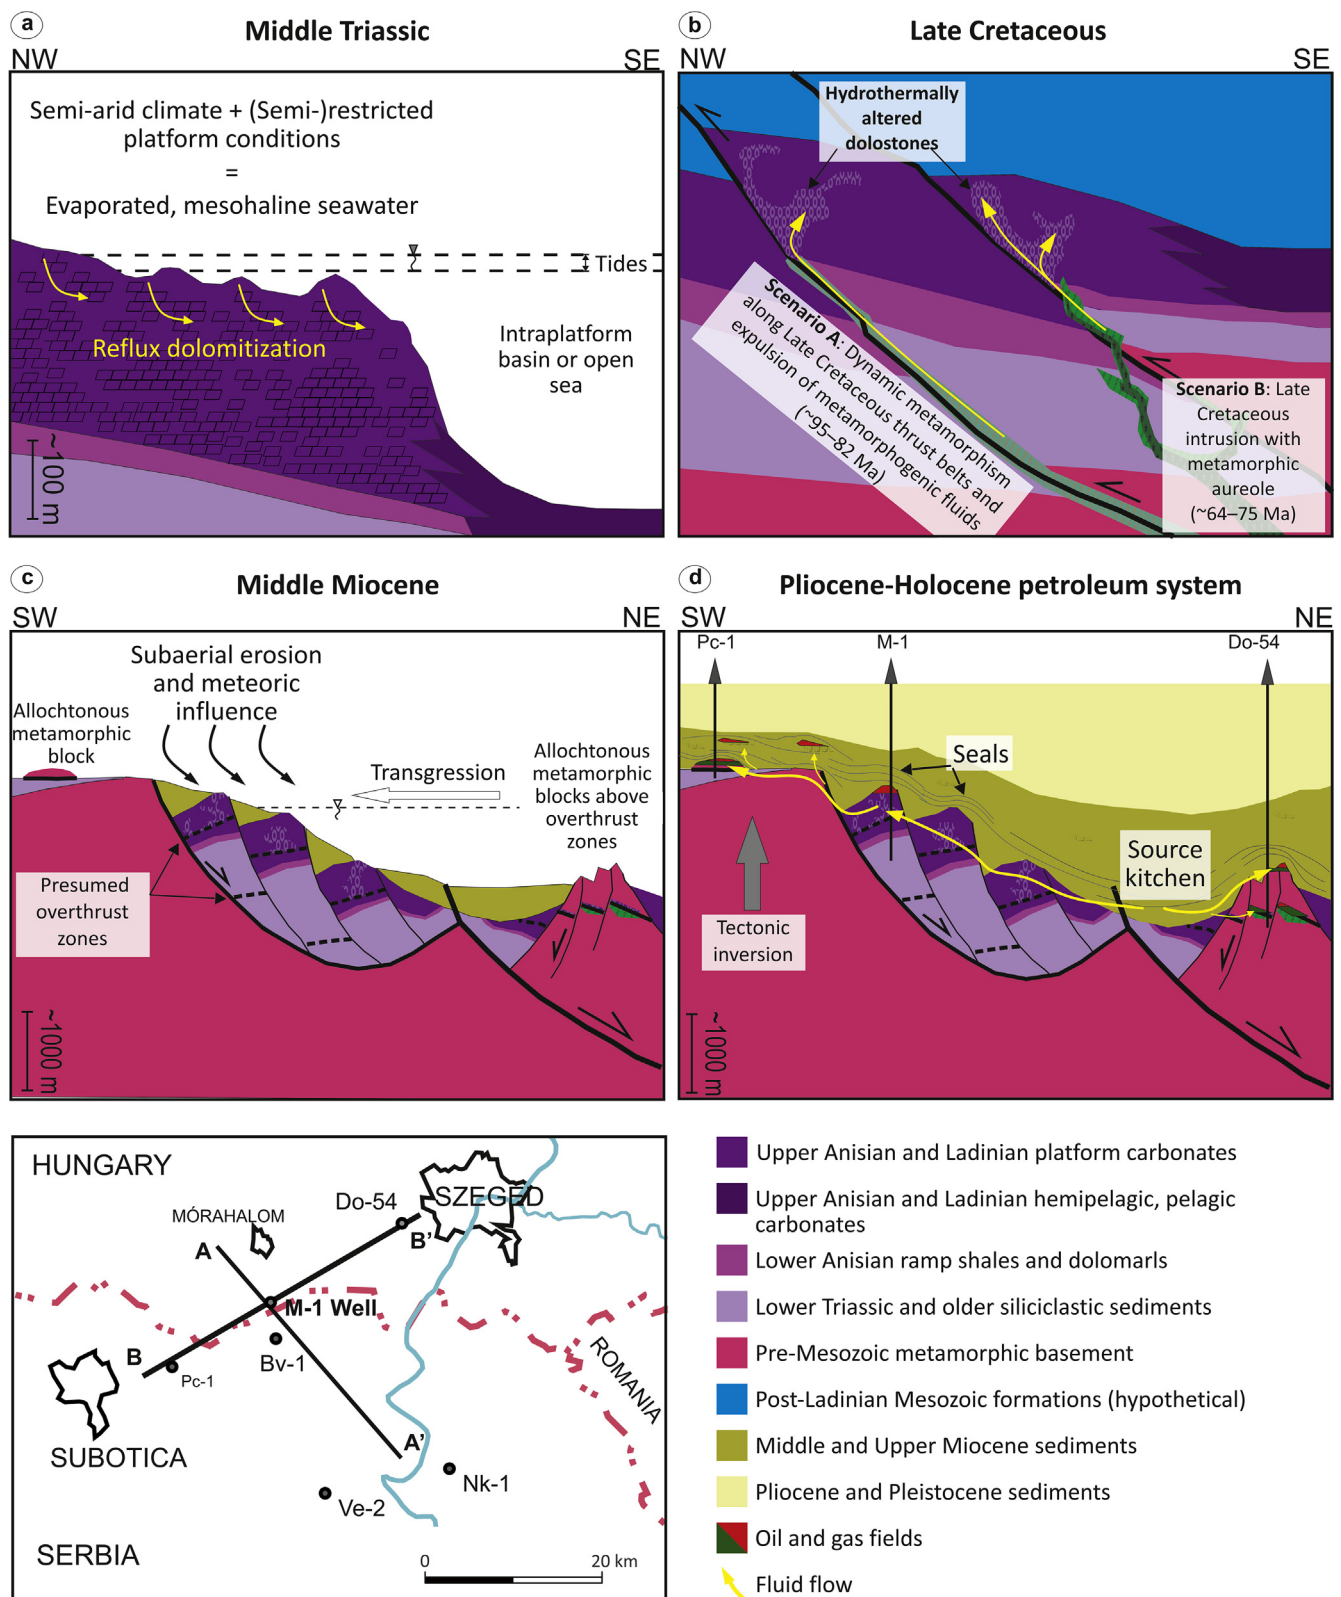 a
Middle Triassic
NW
SE
Semi-arid climate + (Semi-)restricted
platform conditions
=
Evaporated, mesohaline seawater
Tides
Reflux dolomitization
Intraplatform
basin or open
sea
~100 m
b
Late Cretaceous
NW
SE
Hydrothermally
altered
dolostones
Scenario A: Dynamic metamorphism
along Late Cretaceous thrust belts and
expulsion of metamorphogenic fluids
(~95–82 Ma)
Scenario B: Late
Cretaceous
intrusion with
metamorphic
aureole
(~64–75 Ma)
c
Middle Miocene
SW
NE
Subaerial erosion
and meteoric
influence
Allochtonous
metamorphic
block
Transgression
Allochtonous
metamorphic
blocks above
overthrust
zones
Presumed
overthrust
zones
~1000 m
d
Pliocene-Holocene petroleum system
SW
NE
Pc-1
M-1
Do-54
Seals
Source
kitchen
Tectonic
inversion
~1000 m
HUNGARY
SZEGED
Do-54
MÓRAHALOM
A
B'
M-1 Well
B
Bv-1
Pc-1
ROMANIA
A'
SUBOTICA
Nk-1
Ve-2
SERBIA
0
20 km
Upper Anisian and Ladinian platform carbonates
Upper Anisian and Ladinian hemipelagic, pelagic
carbonates
Lower Anisian ramp shales and dolomarls
Lower Triassic and older siliciclastic sediments
Pre-Mesozoic metamorphic basement
Post-Ladinian Mesozoic formations (hypothetical)
Middle and Upper Miocene sediments
Pliocene and Pleistocene sediments
Oil and gas fields
Fluid flow